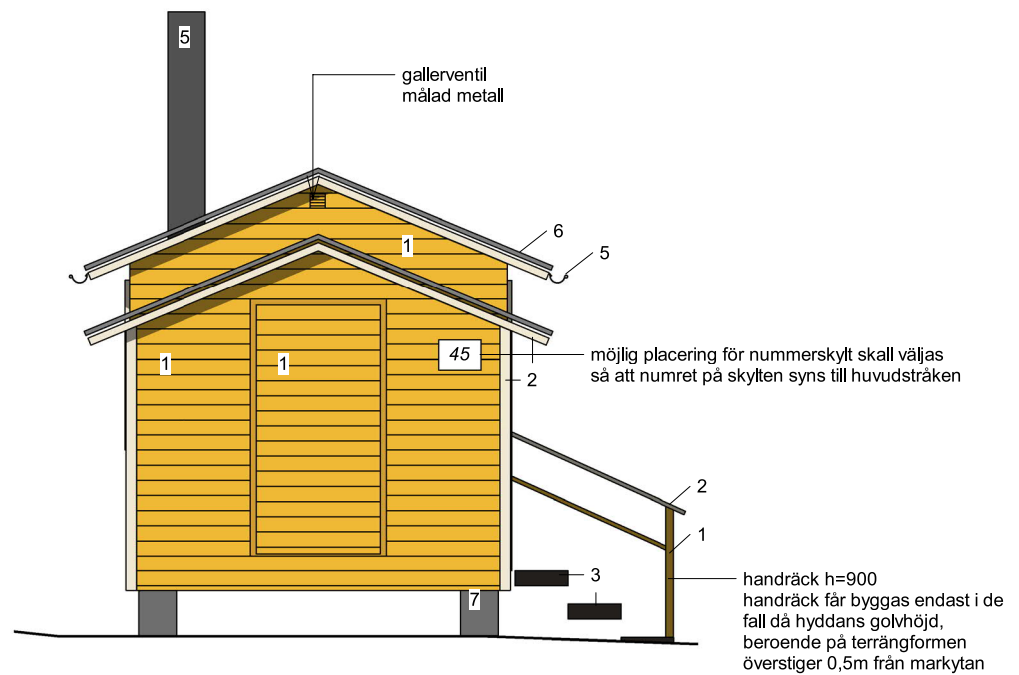 5
gallerventil
målad metall
6
5
1
45
möjlig placering för nummerskylt skall väljas
så att numret på skylten syns till huvudstråken
1
1
2
2
1
3
7
handräck h=900
handräck får byggas endast i de
fall då hyddans golvhöjd,
beroende på terrängformen
överstiger 0,5m från markytan